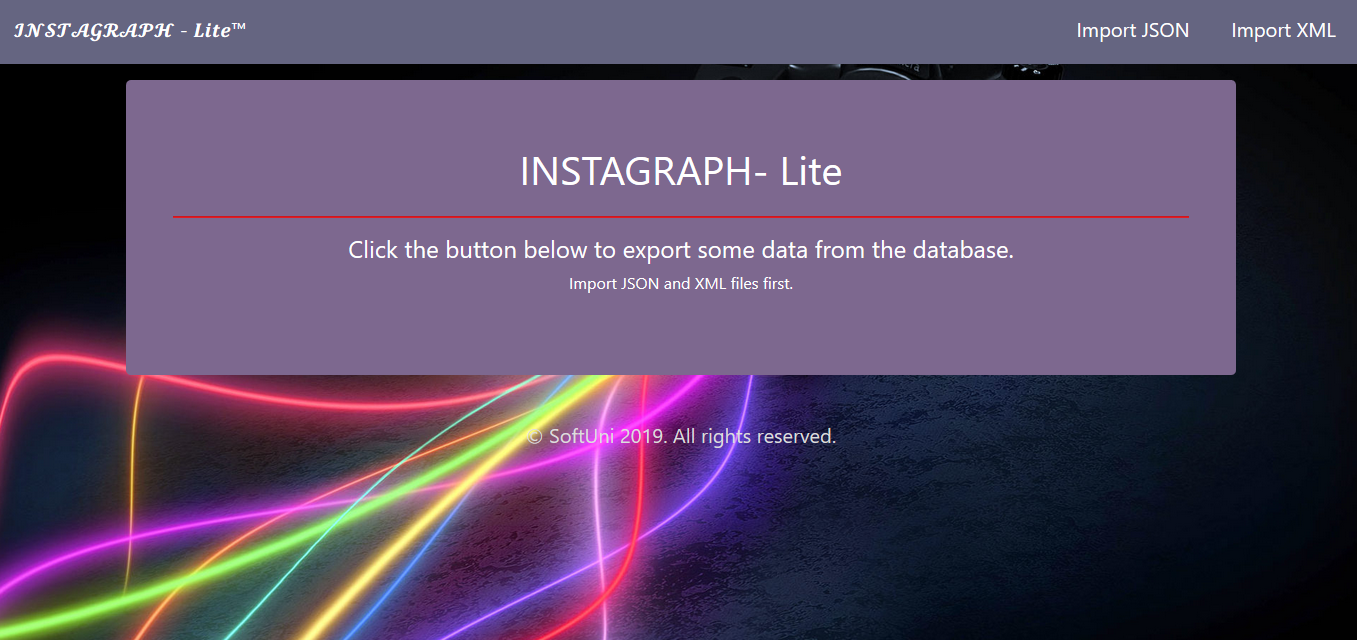 INSTAGRAPH - Lite™
Import JSON Import XML
INSTAGRAPH- Lite
Click the button below to export some data from the database.
Import JSON and XML files first.
© SoftUni 2019. All rights reserved.